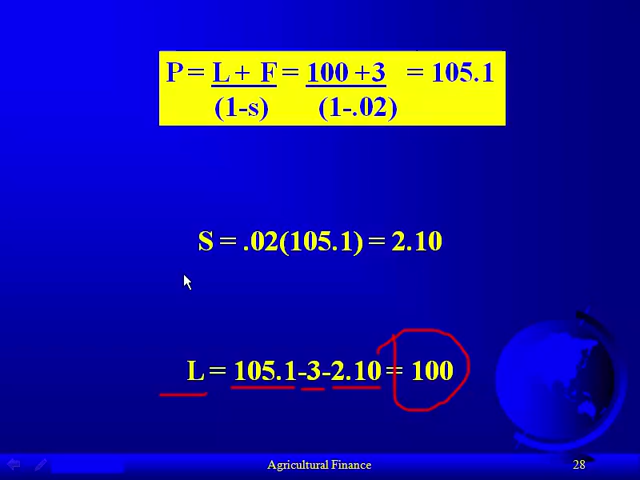 P = L + F = 100 + 3 = 105.1
(1-s) (1-.02)
S = .02(105.1) = 2.10
L = 105.1-3-2.10 = 100
Agricultural Finance 28